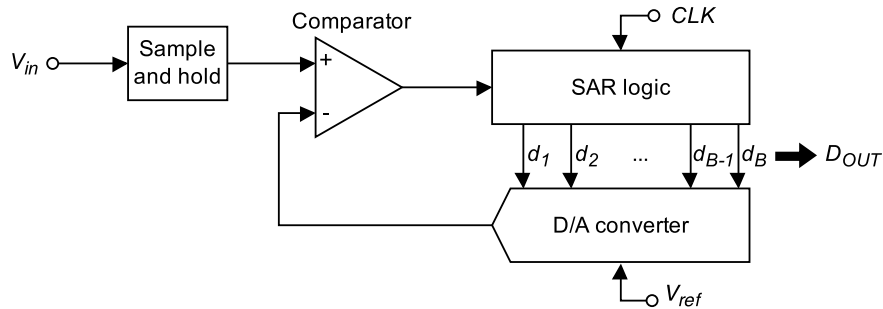 Comparator
CLK
V_in
Sample
and hold
+
-
SAR logic
d_1 d_2 ... d_B-1 d_B
D_OUT
D/A converter
V_ref